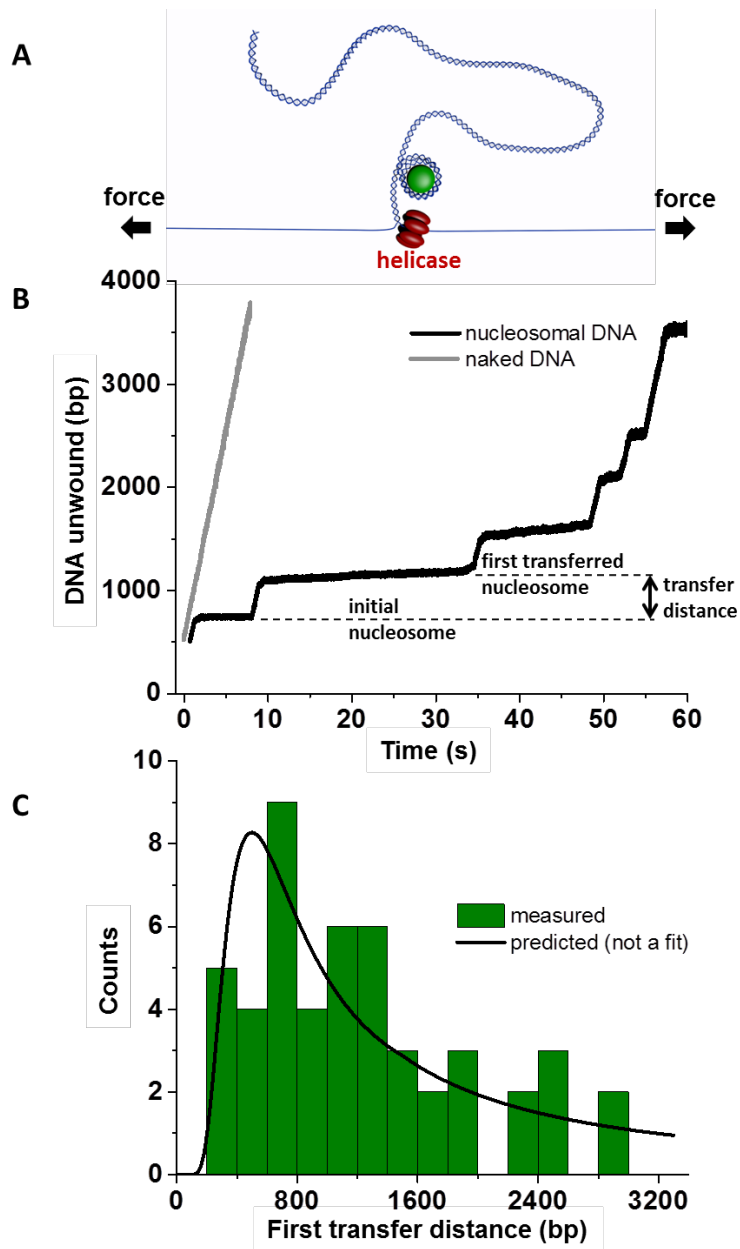 A
force
force
helicase
B
4000
3000
2000
1000
0
DNA unwound (bp)
nucleosomal DNA
naked DNA
first transferred
nucleosome
transfer
distance
initial
nucleosome
0
10
20
30
40
50
60
Time (s)
C
10
8
6
4
2
0
Counts
measured
predicted (not a fit)
0
800
1600
2400
3200
First transfer distance (bp)